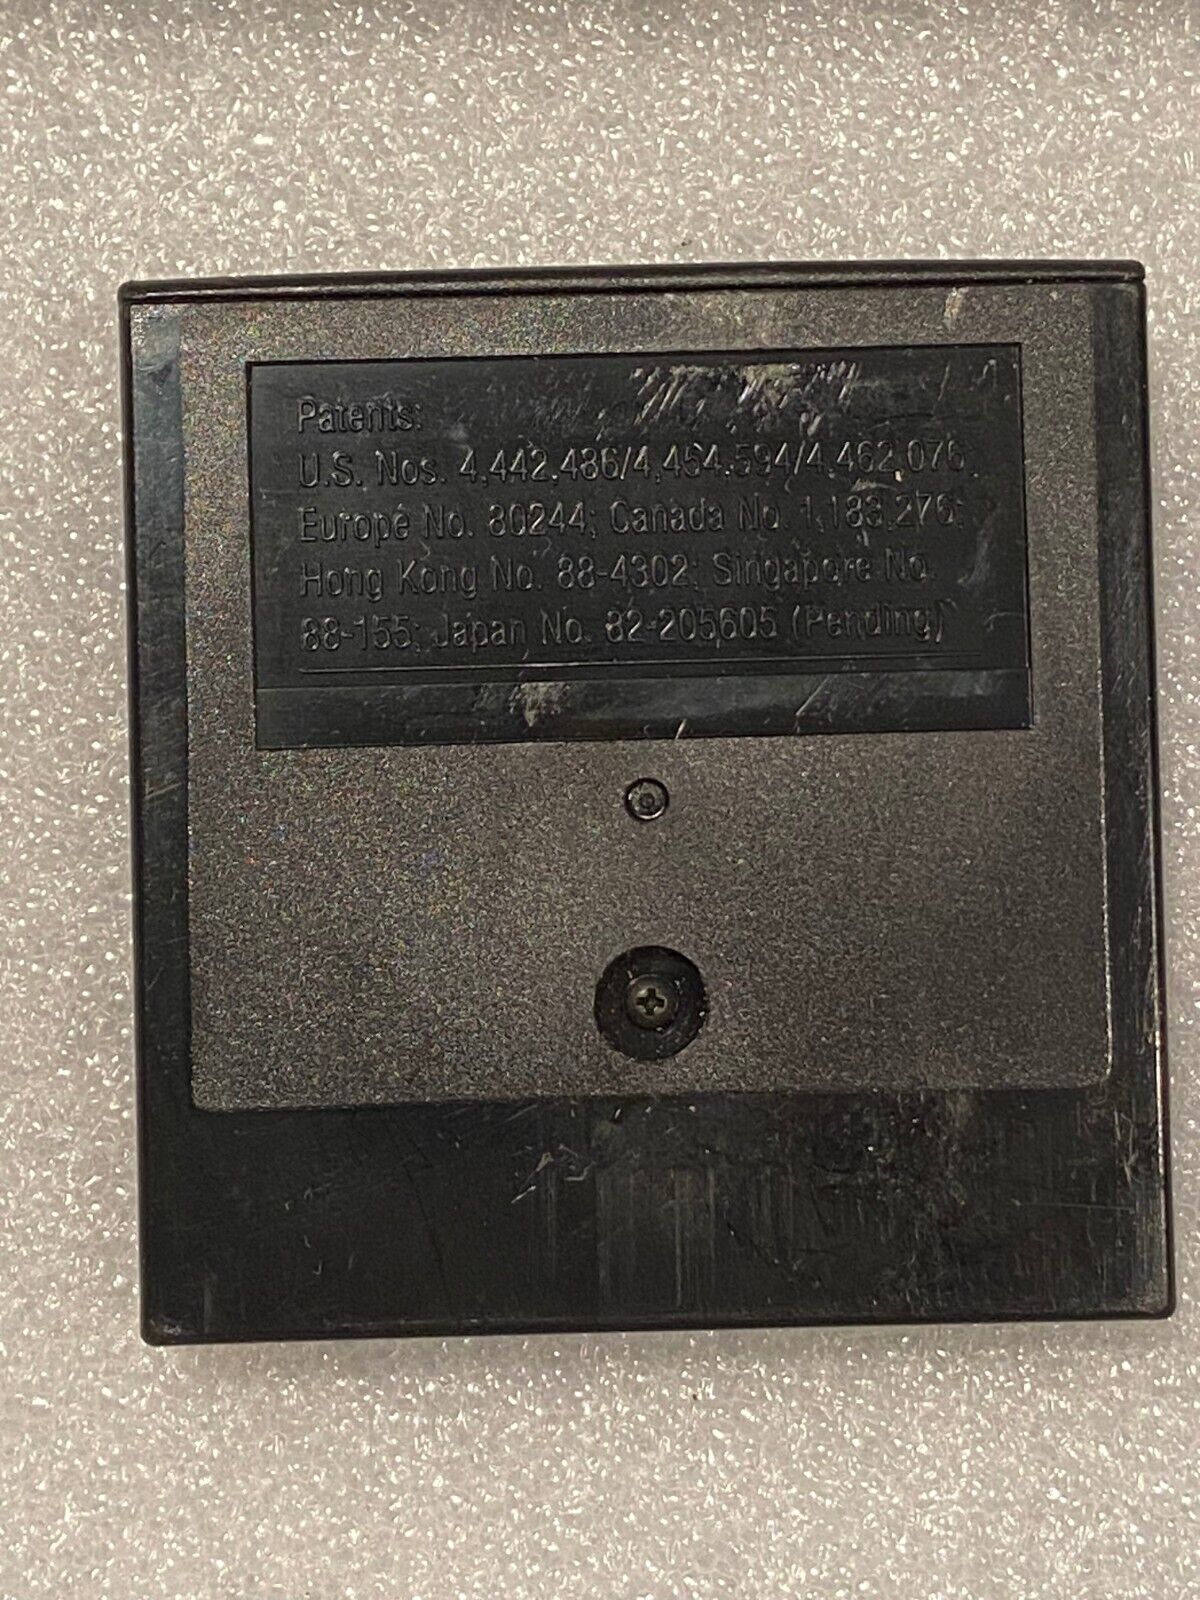 Patents:
U.S. Nos. 4,442,486/4,454,594/4,462,076;
Europe No. 80244; Canada No. 1,183,276;
Hong Kong No. 88-4302; Singapore No.
88-155; Japan No. 82-205605 (Pending)